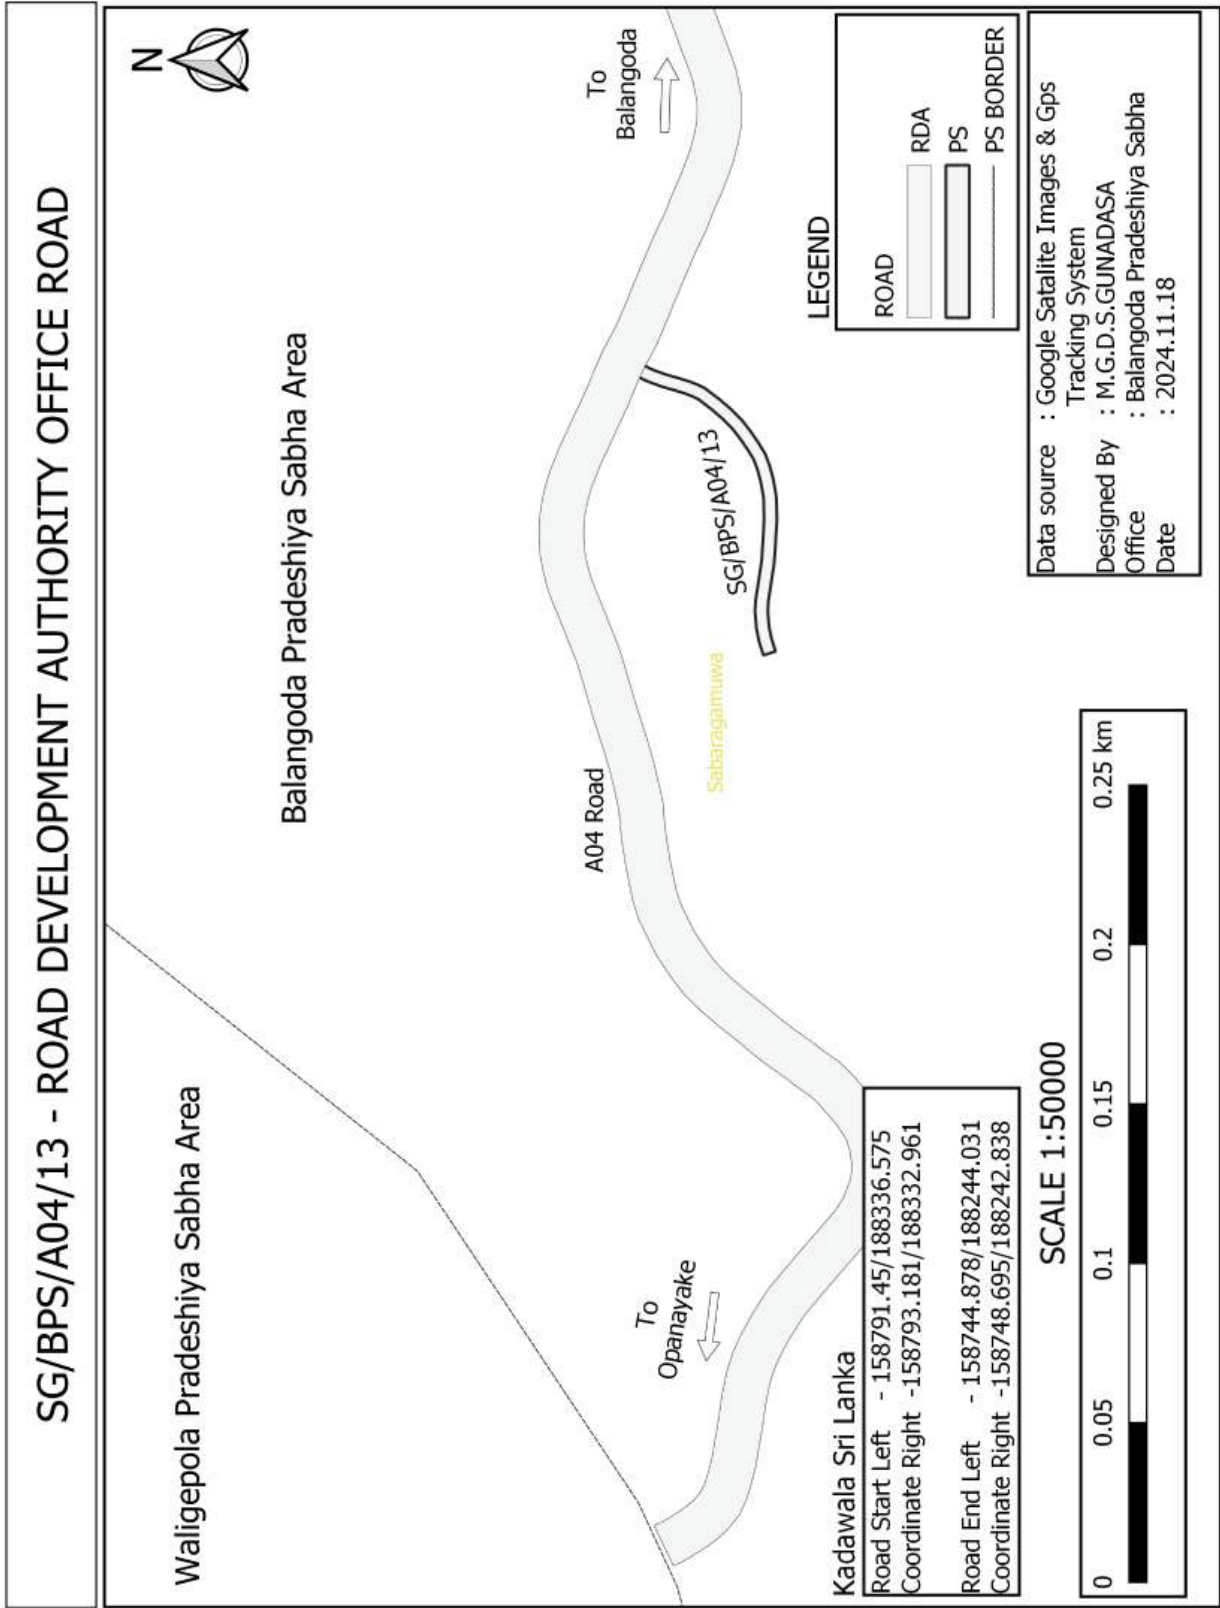 SG/BPS/A04/13 - ROAD DEVELOPMENT AUTHORITY OFFICE ROAD
N
Waligepola Pradeshiya Sabha Area
Balangoda Pradeshiya Sabha Area
To
Balangoda
A04 Road
To
Opanayake
Sabaragamuwa
SG/BPS/A04/13
Kadawala Sri Lanka
Road Start Left - 158791.45/188336.575
Coordinate Right -158793.181/188332.961
Road End Left - 158744.878/188244.031
Coordinate Right -158748.695/188242.838
LEGEND
ROAD
RDA
PS
PS BORDER
SCALE 1:50000
0 0.05 0.1 0.15 0.2 0.25 km
Data source : Google Satalite Images & Gps
Tracking System
Designed By : M.G.D.S.GUNADASA
Office : Balangoda Pradeshiya Sabha
Date : 2024.11.18